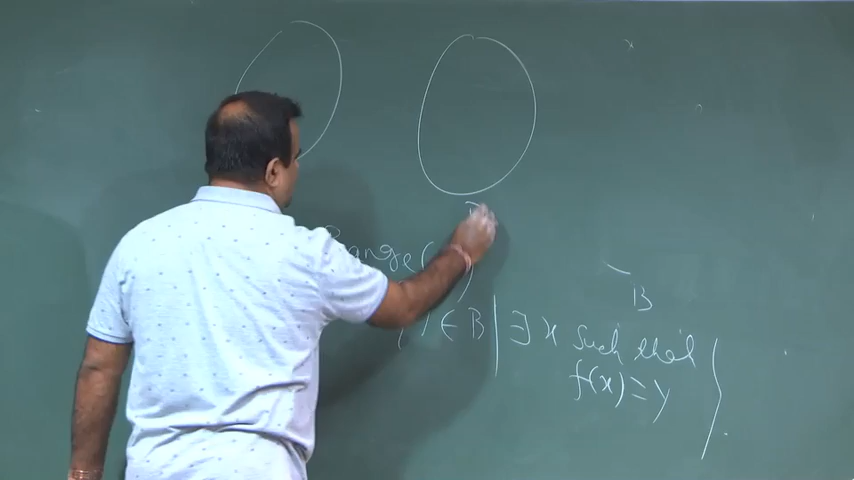 Range(
B
y ∈ B | ∃ x such that
f(x) = y }